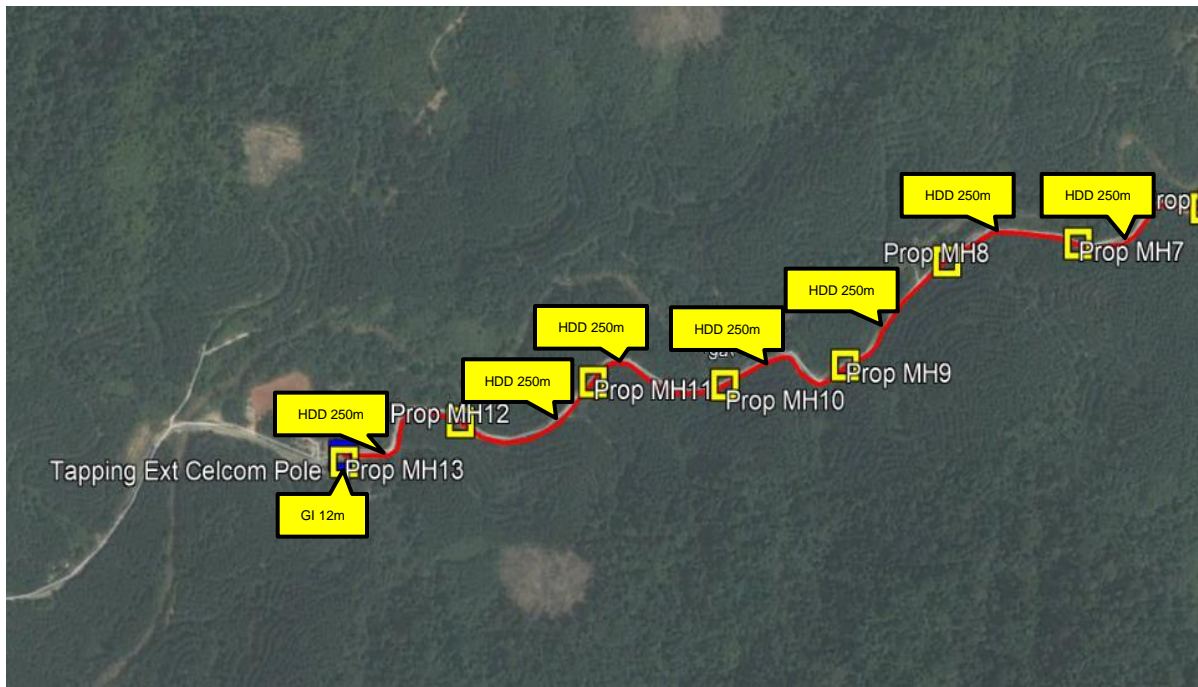 HDD 250m
HDD 250m
Prop
Prop MH8
Prop MH7
HDD 250m
HDD 250m
HDD 250m
Prop MH9
HDD 250m
Prop MH11
Prop MH10
HDD 250m
Prop MH12
Tapping Ext Celcom Pole
Prop MH13
GI 12m